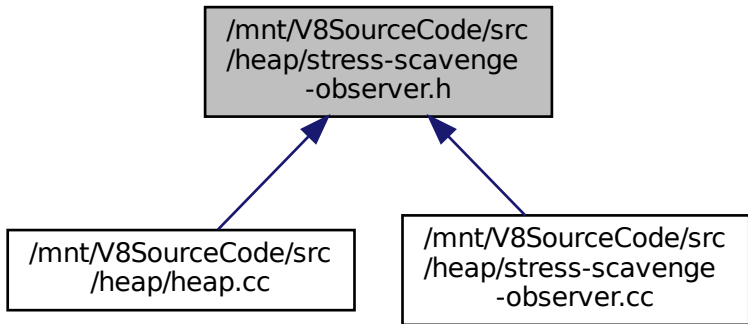 /mnt/V8SourceCode/src
/heap/stress-scavenge
-observer.h
/mnt/V8SourceCode/src
/heap/heap.cc
/mnt/V8SourceCode/src
/heap/stress-scavenge
-observer.cc